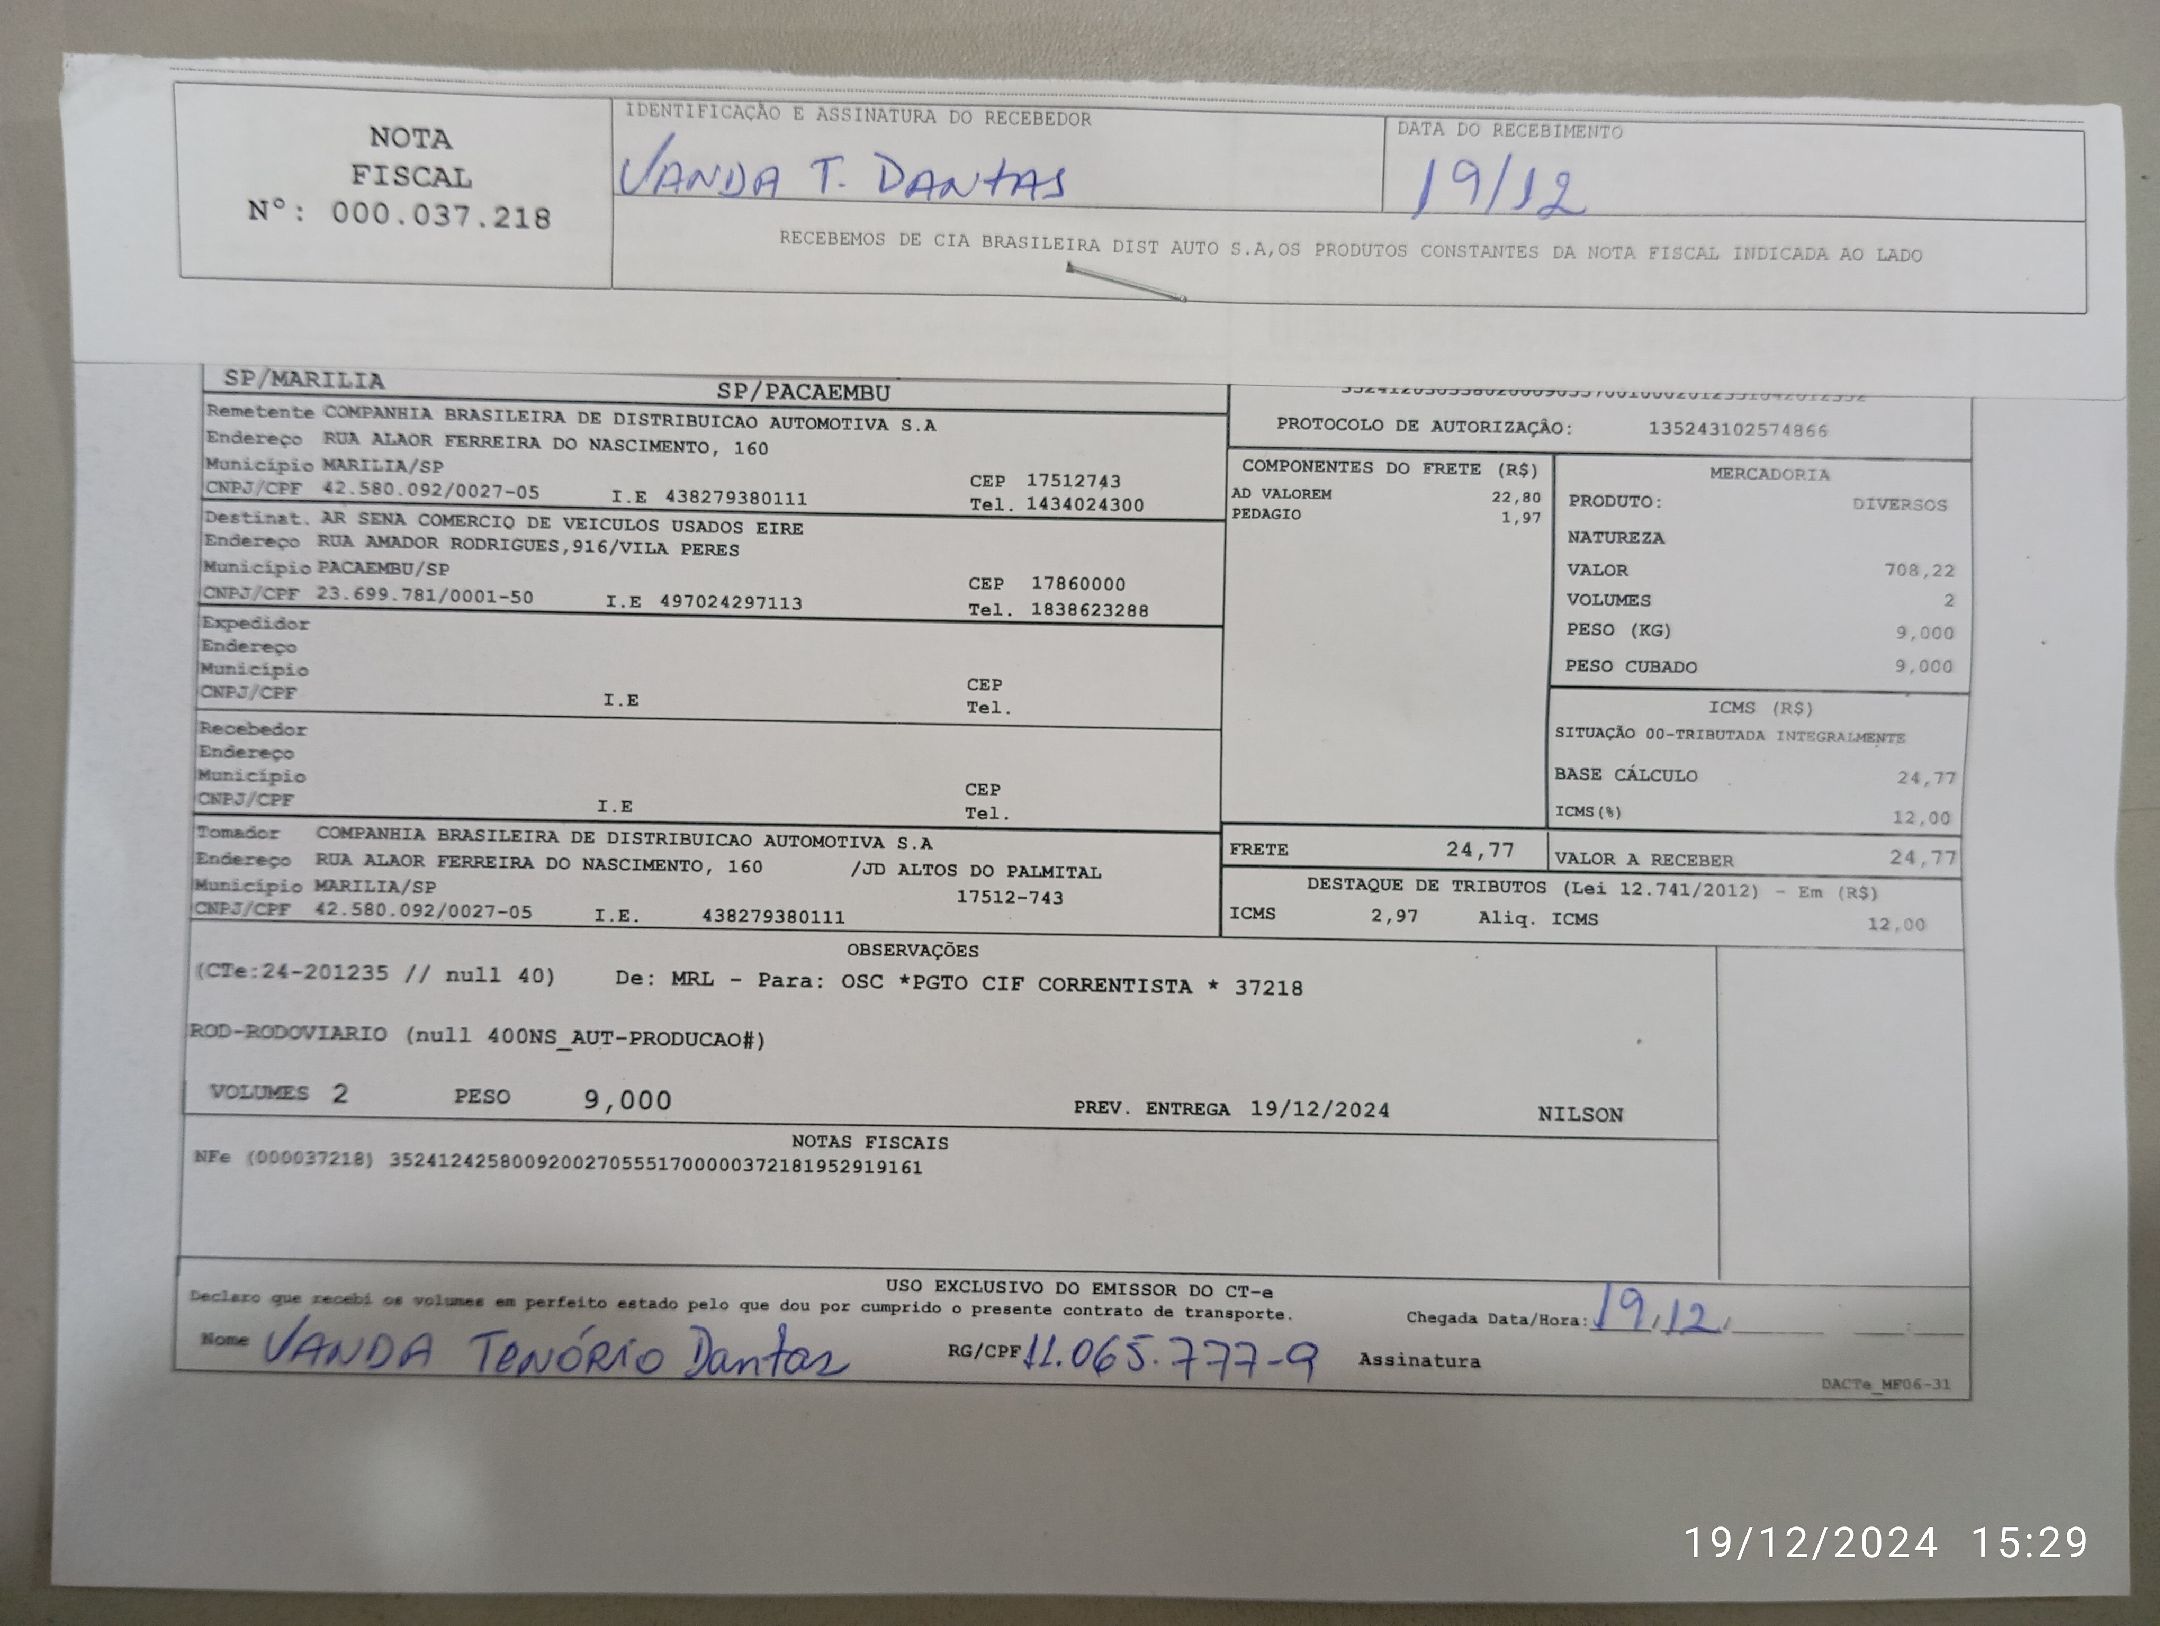 NOTA
FISCAL
Nº: 000.037.218
IDENTIFICAÇÃO E ASSINATURA DO RECEBEDOR
VANDA T. DANTAS
DATA DO RECEBIMENTO
19/12
RECEBEMOS DE CIA BRASILEIRA DIST AUTO S.A,OS PRODUTOS CONSTANTES DA NOTA FISCAL INDICADA AO LADO
SP/MARILIA SP/PACAEMBU
Remetente COMPANHIA BRASILEIRA DE DISTRIBUICAO AUTOMOTIVA S.A
Endereço RUA ALAOR FERREIRA DO NASCIMENTO, 160
Município MARILIA/SP CEP 17512743
CNPJ/CPF 42.580.092/0027-05 I.E 438279380111 Tel. 1434024300
Destinat. AR SENA COMERCIO DE VEICULOS USADOS EIRE
Endereço RUA AMADOR RODRIGUES,916/VILA PERES
Município PACAEMBU/SP CEP 17860000
CNPJ/CPF 23.699.781/0001-50 I.E 497024297113 Tel. 1838623288
Expedidor
Endereço
Município CEP
CNPJ/CPF I.E Tel.
Recebedor
Endereço
Município CEP
CNPJ/CPF I.E Tel.
Tomador COMPANHIA BRASILEIRA DE DISTRIBUICAO AUTOMOTIVA S.A
Endereço RUA ALAOR FERREIRA DO NASCIMENTO, 160 /JD ALTOS DO PALMITAL
Município MARILIA/SP 17512-743
CNPJ/CPF 42.580.092/0027-05 I.E. 438279380111
PROTOCOLO DE AUTORIZAÇÃO: 135243102574866
COMPONENTES DO FRETE (R$)
AD VALOREM 22,80
PEDAGIO 1,97
MERCADORIA
PRODUTO: DIVERSOS
NATUREZA
VALOR 708,22
VOLUMES 2
PESO (KG) 9,000
PESO CUBADO 9,000
ICMS (R$)
SITUAÇÃO 00-TRIBUTADA INTEGRALMENTE
BASE CÁLCULO 24,77
ICMS(%) 12,00
FRETE 24,77 VALOR A RECEBER 24,77
DESTAQUE DE TRIBUTOS (Lei 12.741/2012) - Em (R$)
ICMS 2,97 Aliq. ICMS 12,00
OBSERVAÇÕES
(CTe:24-201235 // null 40) De: MRL - Para: OSC *PGTO CIF CORRENTISTA * 37218
ROD-RODOVIARIO (null 400NS_AUT-PRODUCAO#)
VOLUMES 2 PESO 9,000 PREV. ENTREGA 19/12/2024 NILSON
NOTAS FISCAIS
NFe (000037218) 35241242580092002705551700000372181952919161
USO EXCLUSIVO DO EMISSOR DO CT-e
Declaro que recebi os volumes em perfeito estado pelo que dou por cumprido o presente contrato de transporte.
Chegada Data/Hora: 19/12/
Nome VANDA TENÓRIO Dantas RG/CPF 11.065.777-9 Assinatura
DACTe_MF06-31
19/12/2024 15:29